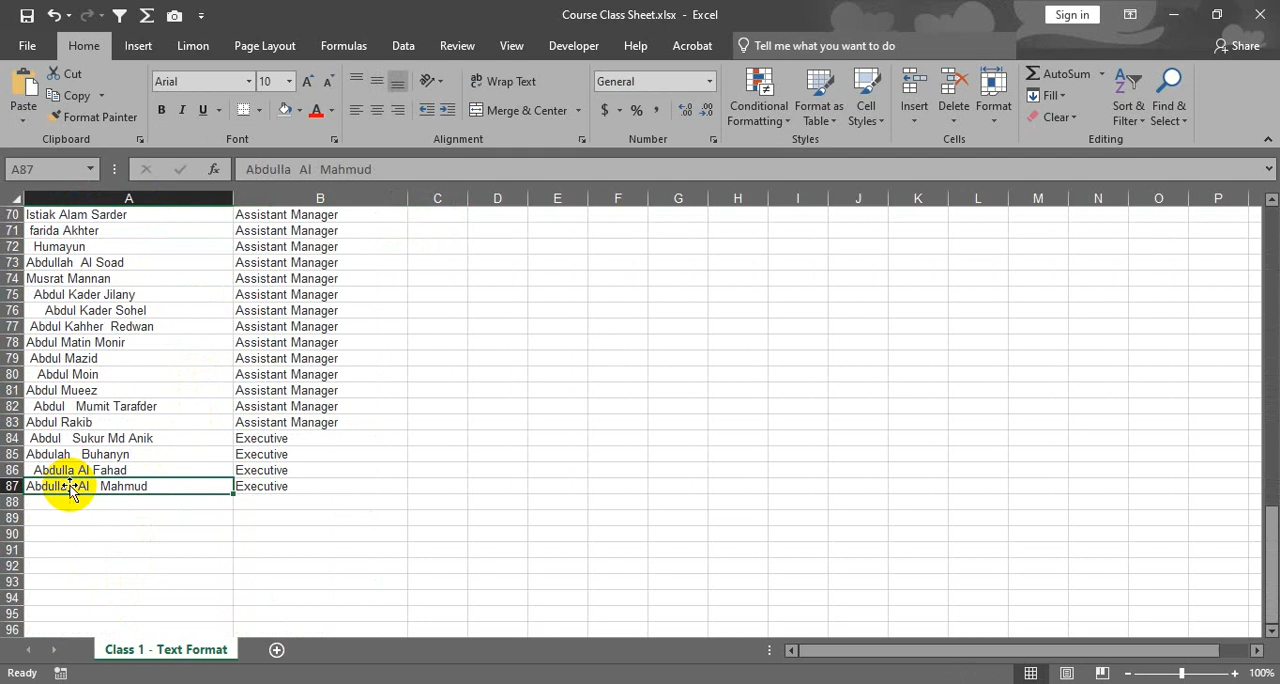 Course Class Sheet.xlsx - Excel
Sign in
File Home Insert Limon Page Layout Formulas Data Review View Developer Help Acrobat Tell me what you want to do Share
Paste
Cut
Copy
Format Painter
Clipboard
Arial 10
B I U
Font
Wrap Text
Merge & Center
Alignment
General
$ % ,
Number
Conditional Formatting
Format as Table
Cell Styles
Styles
Insert Delete Format
Cells
AutoSum
Fill
Clear
Sort & Filter
Find & Select
Editing
A87 fx Abdulla Al Mahmud
A B C D E F G H I J K L M N O P
70 Istiak Alam Sarder Assistant Manager
71 farida Akhter Assistant Manager
72 Humayun Assistant Manager
73 Abdullah Al Soad Assistant Manager
74 Musrat Mannan Assistant Manager
75 Abdul Kader Jilany Assistant Manager
76 Abdul Kader Sohel Assistant Manager
77 Abdul Kahher Redwan Assistant Manager
78 Abdul Matin Monir Assistant Manager
79 Abdul Mazid Assistant Manager
80 Abdul Moin Assistant Manager
81 Abdul Mueez Assistant Manager
82 Abdul Mumit Tarafder Assistant Manager
83 Abdul Rakib Assistant Manager
84 Abdul Sukur Md Anik Executive
85 Abdulah Buhanyn Executive
86 Abdulla Al Fahad Executive
87 Abdulla Al Mahmud Executive
88
89
90
91
92
93
94
95
96
Class 1 - Text Format
Ready
100%